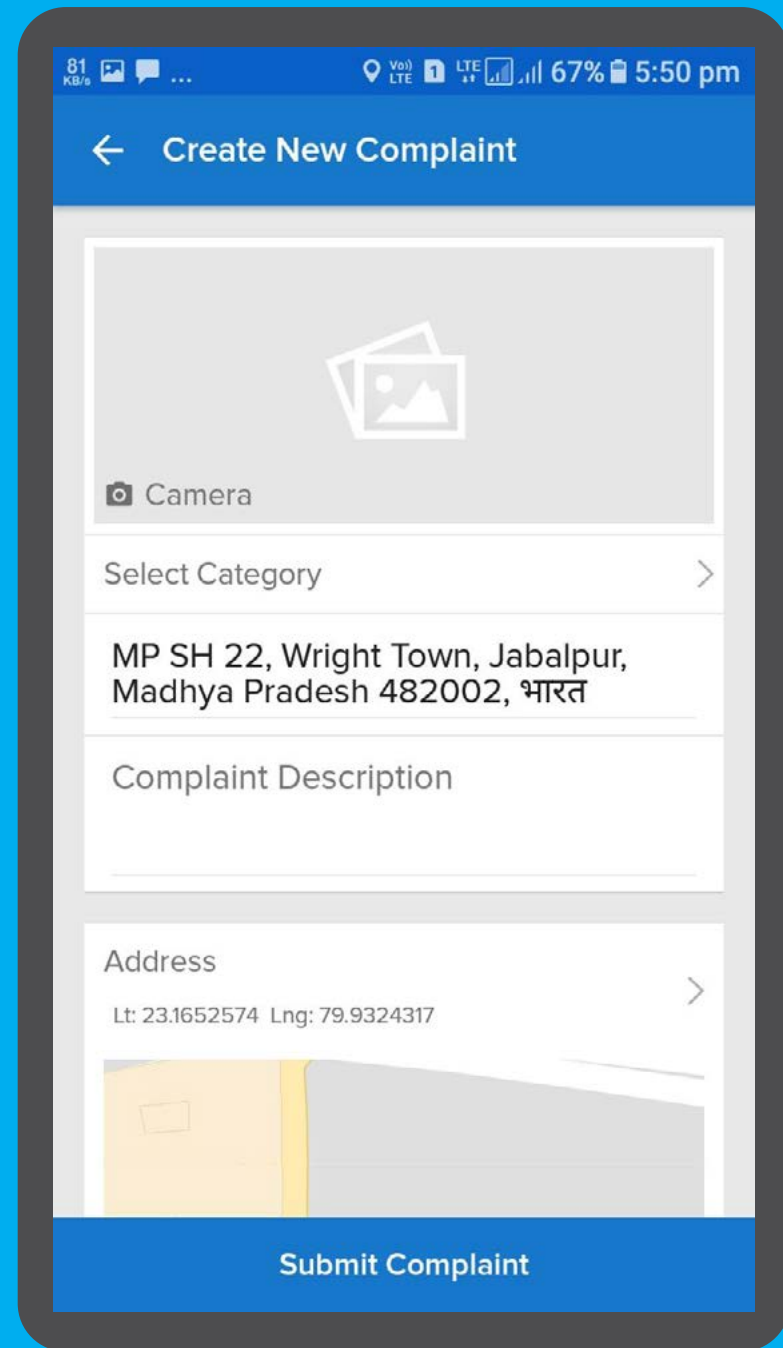 81 KB/s ... Vo) LTE 1 LTE 67% 5:50 pm
Create New Complaint
Camera
Select Category
MP SH 22, Wright Town, Jabalpur,
Madhya Pradesh 482002, भारत
Complaint Description
Address
Lt: 23.1652574 Lng: 79.9324317
Submit Complaint